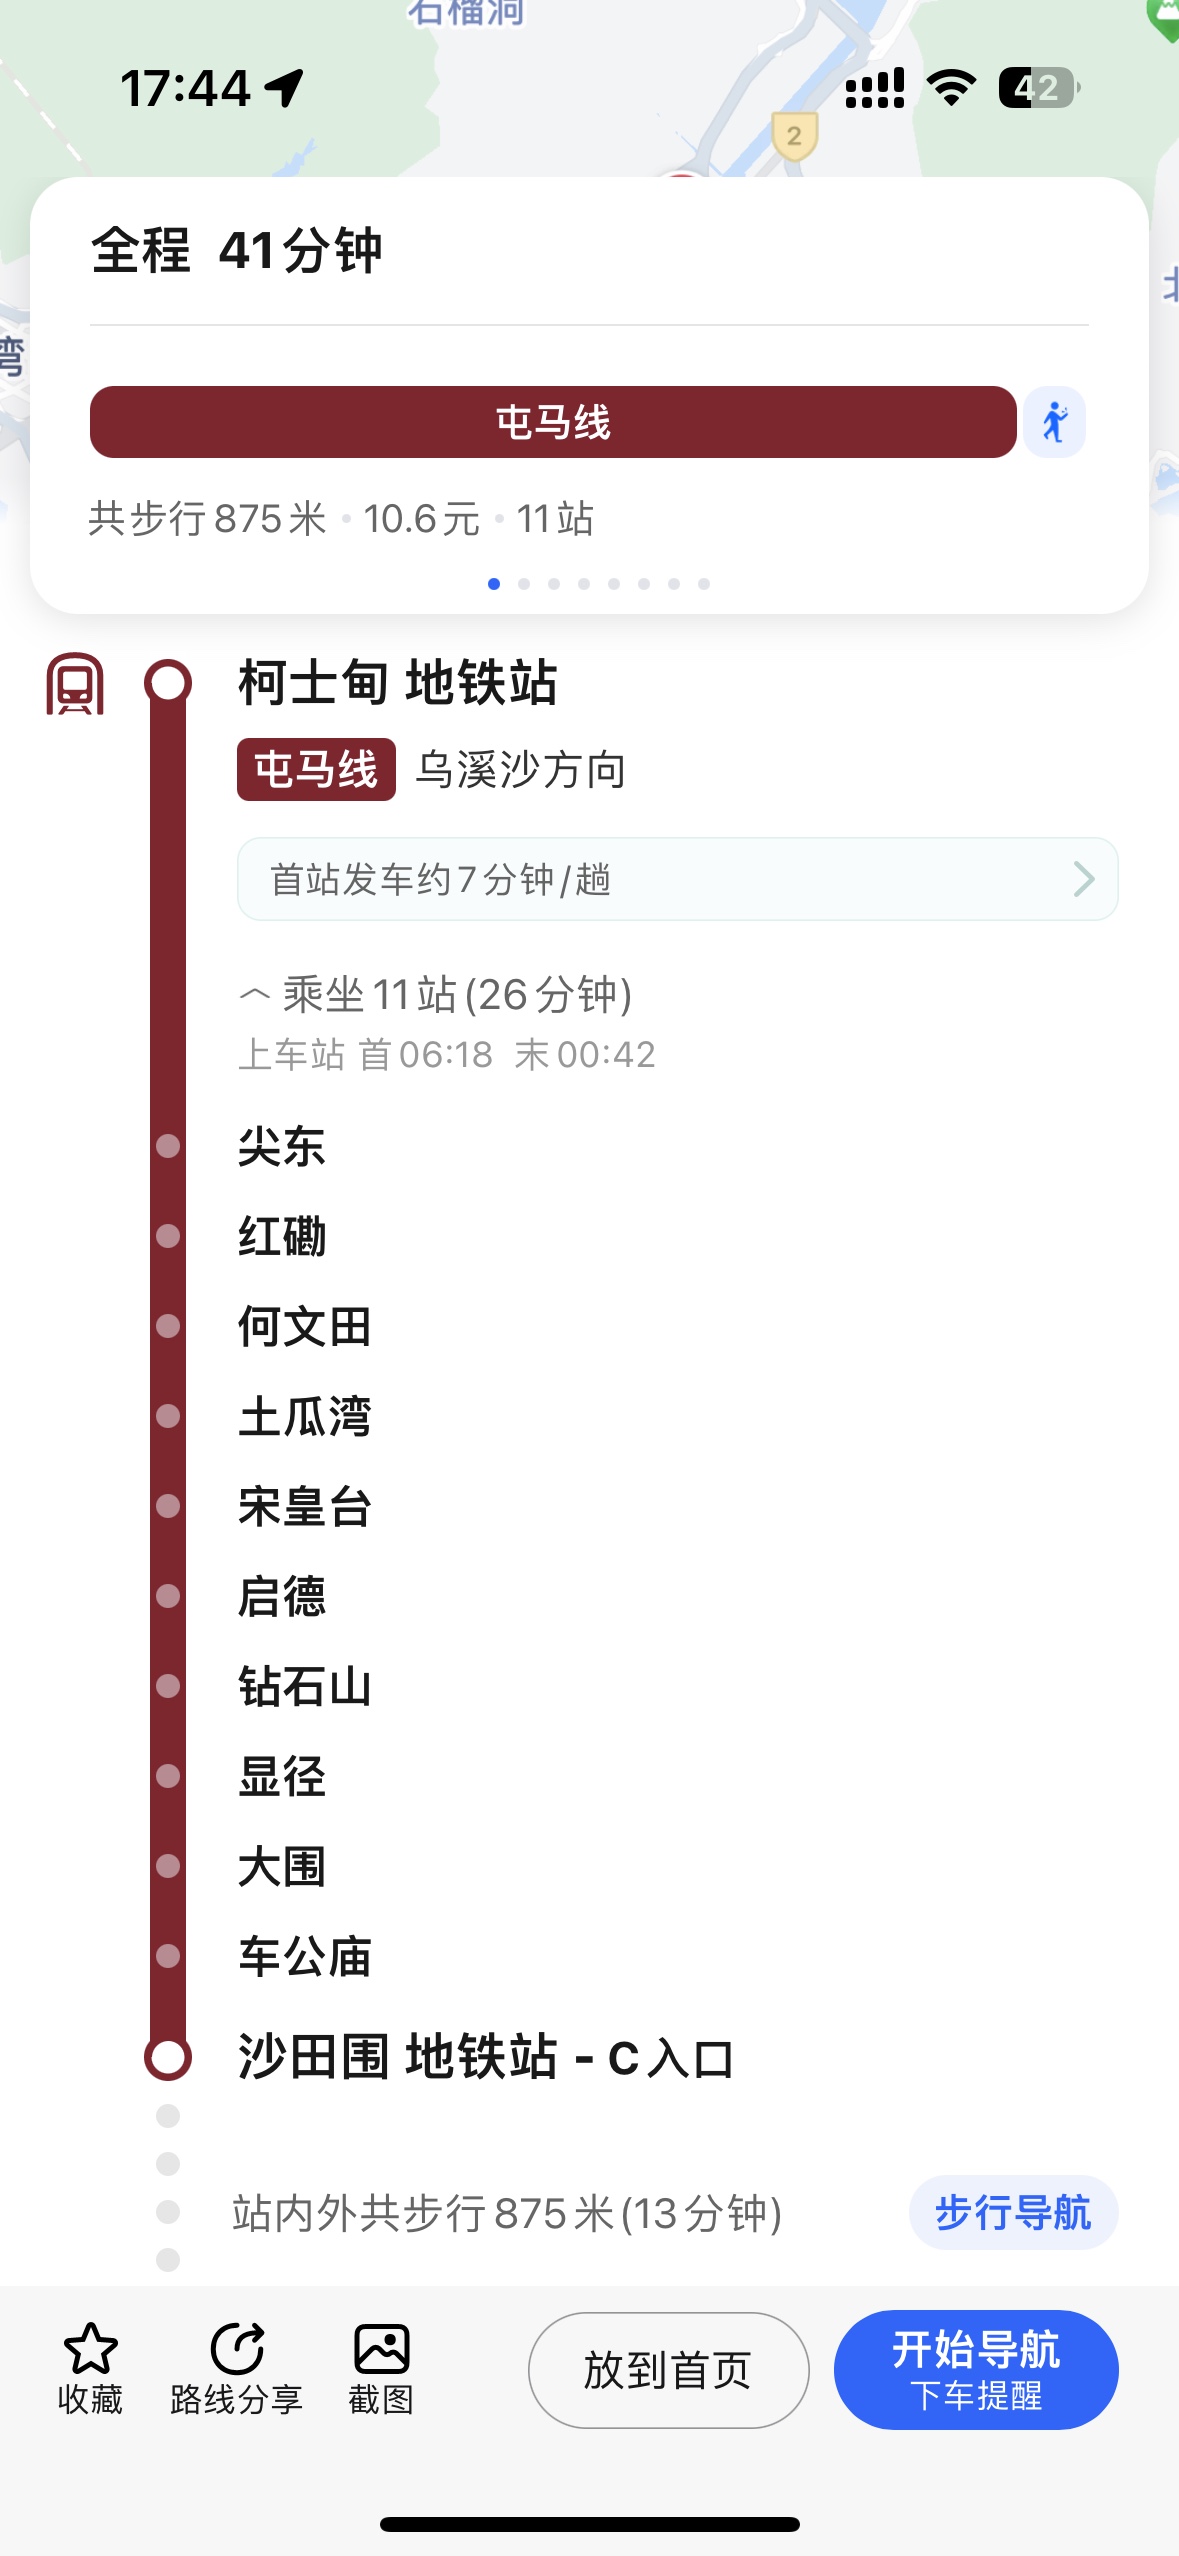 石榴洞
17:44
42
2
北
湾
全程 41分钟
屯马线
共步行875米 · 10.6元 · 11站
柯士甸 地铁站
屯马线 乌溪沙方向
首站发车约7分钟/趟
乘坐11站(26分钟)
上车站 首06:18 末00:42
尖东
红磡
何文田
土瓜湾
宋皇台
启德
钻石山
显径
大围
车公庙
沙田围 地铁站 - C入口
站内外共步行875米(13分钟)
步行导航
收藏
路线分享
截图
放到首页
开始导航
下车提醒